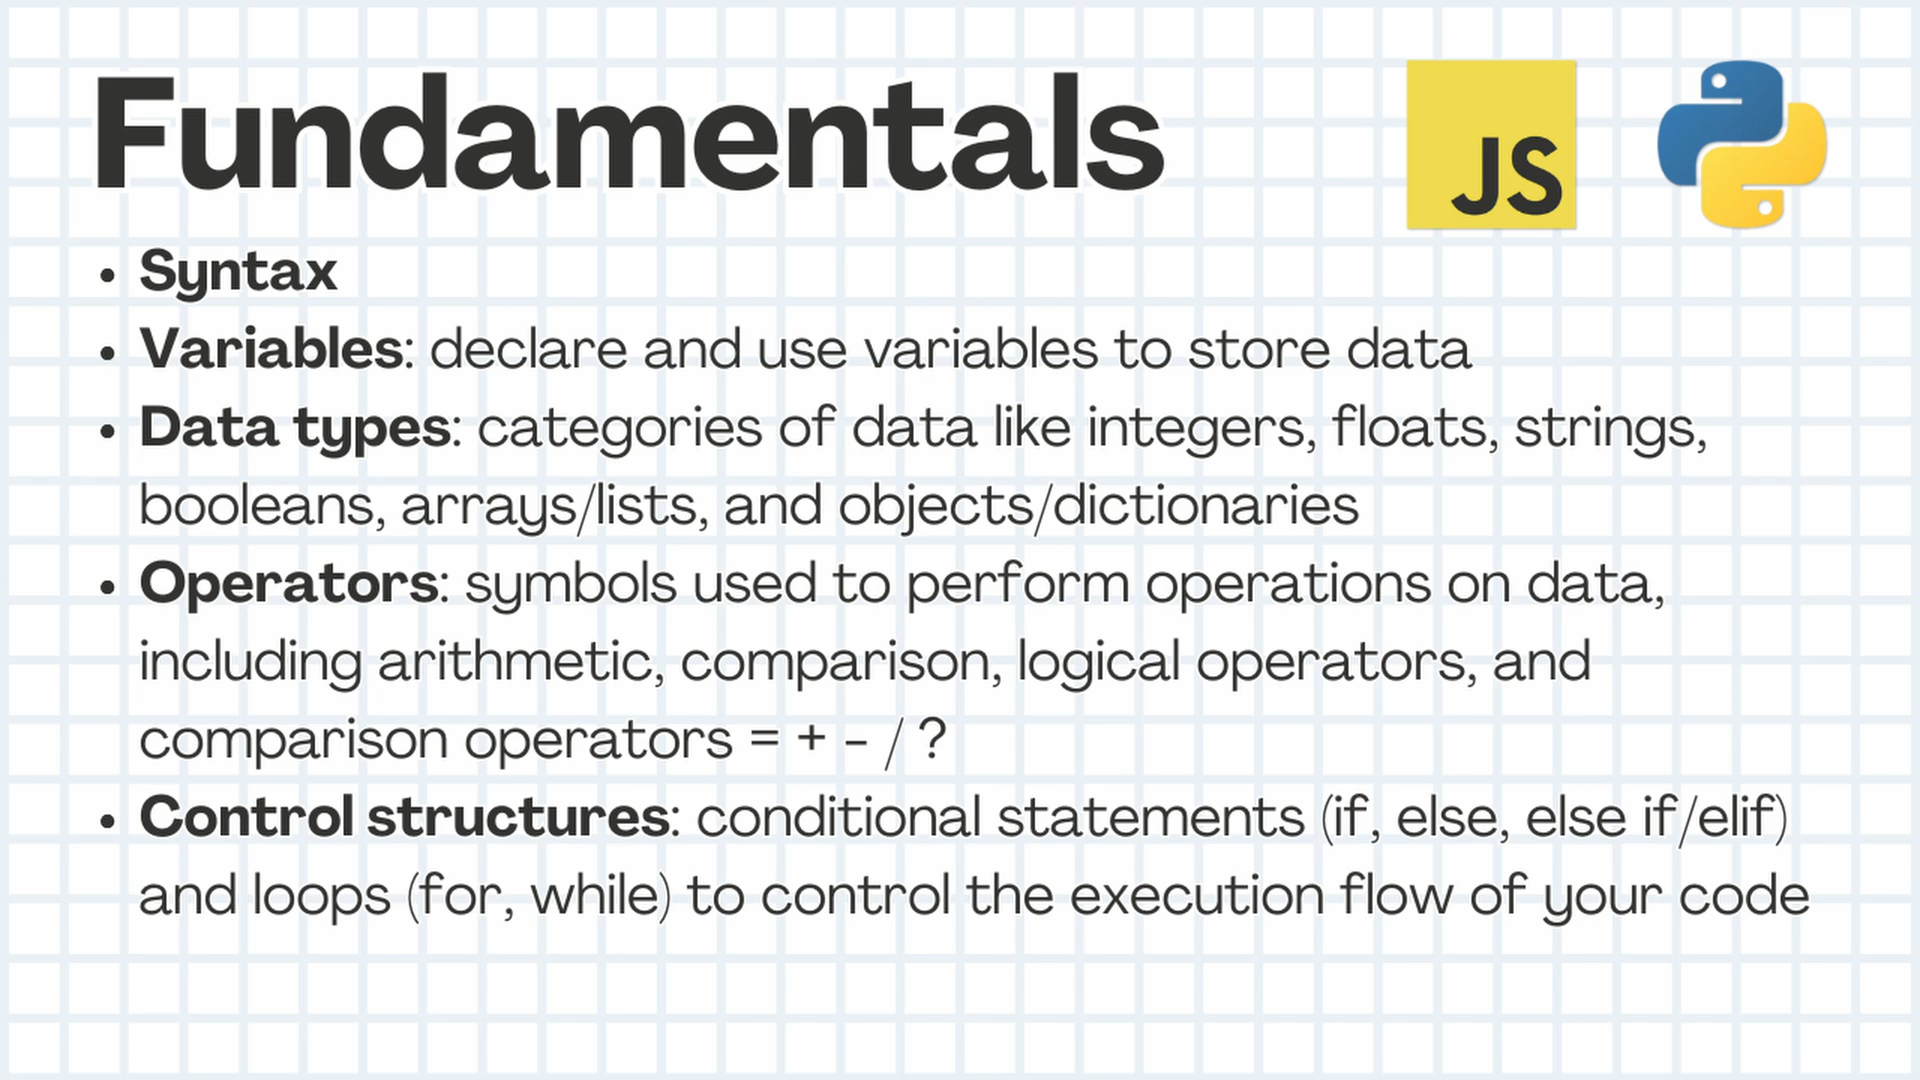 Fundamentals
JS
• Syntax
• Variables: declare and use variables to store data
• Data types: categories of data like integers, floats, strings,
booleans, arrays/lists, and objects/dictionaries
• Operators: symbols used to perform operations on data,
including arithmetic, comparison, logical operators, and
comparison operators = + - / ?
• Control structures: conditional statements (if, else, else if/elif)
and loops (for, while) to control the execution flow of your code